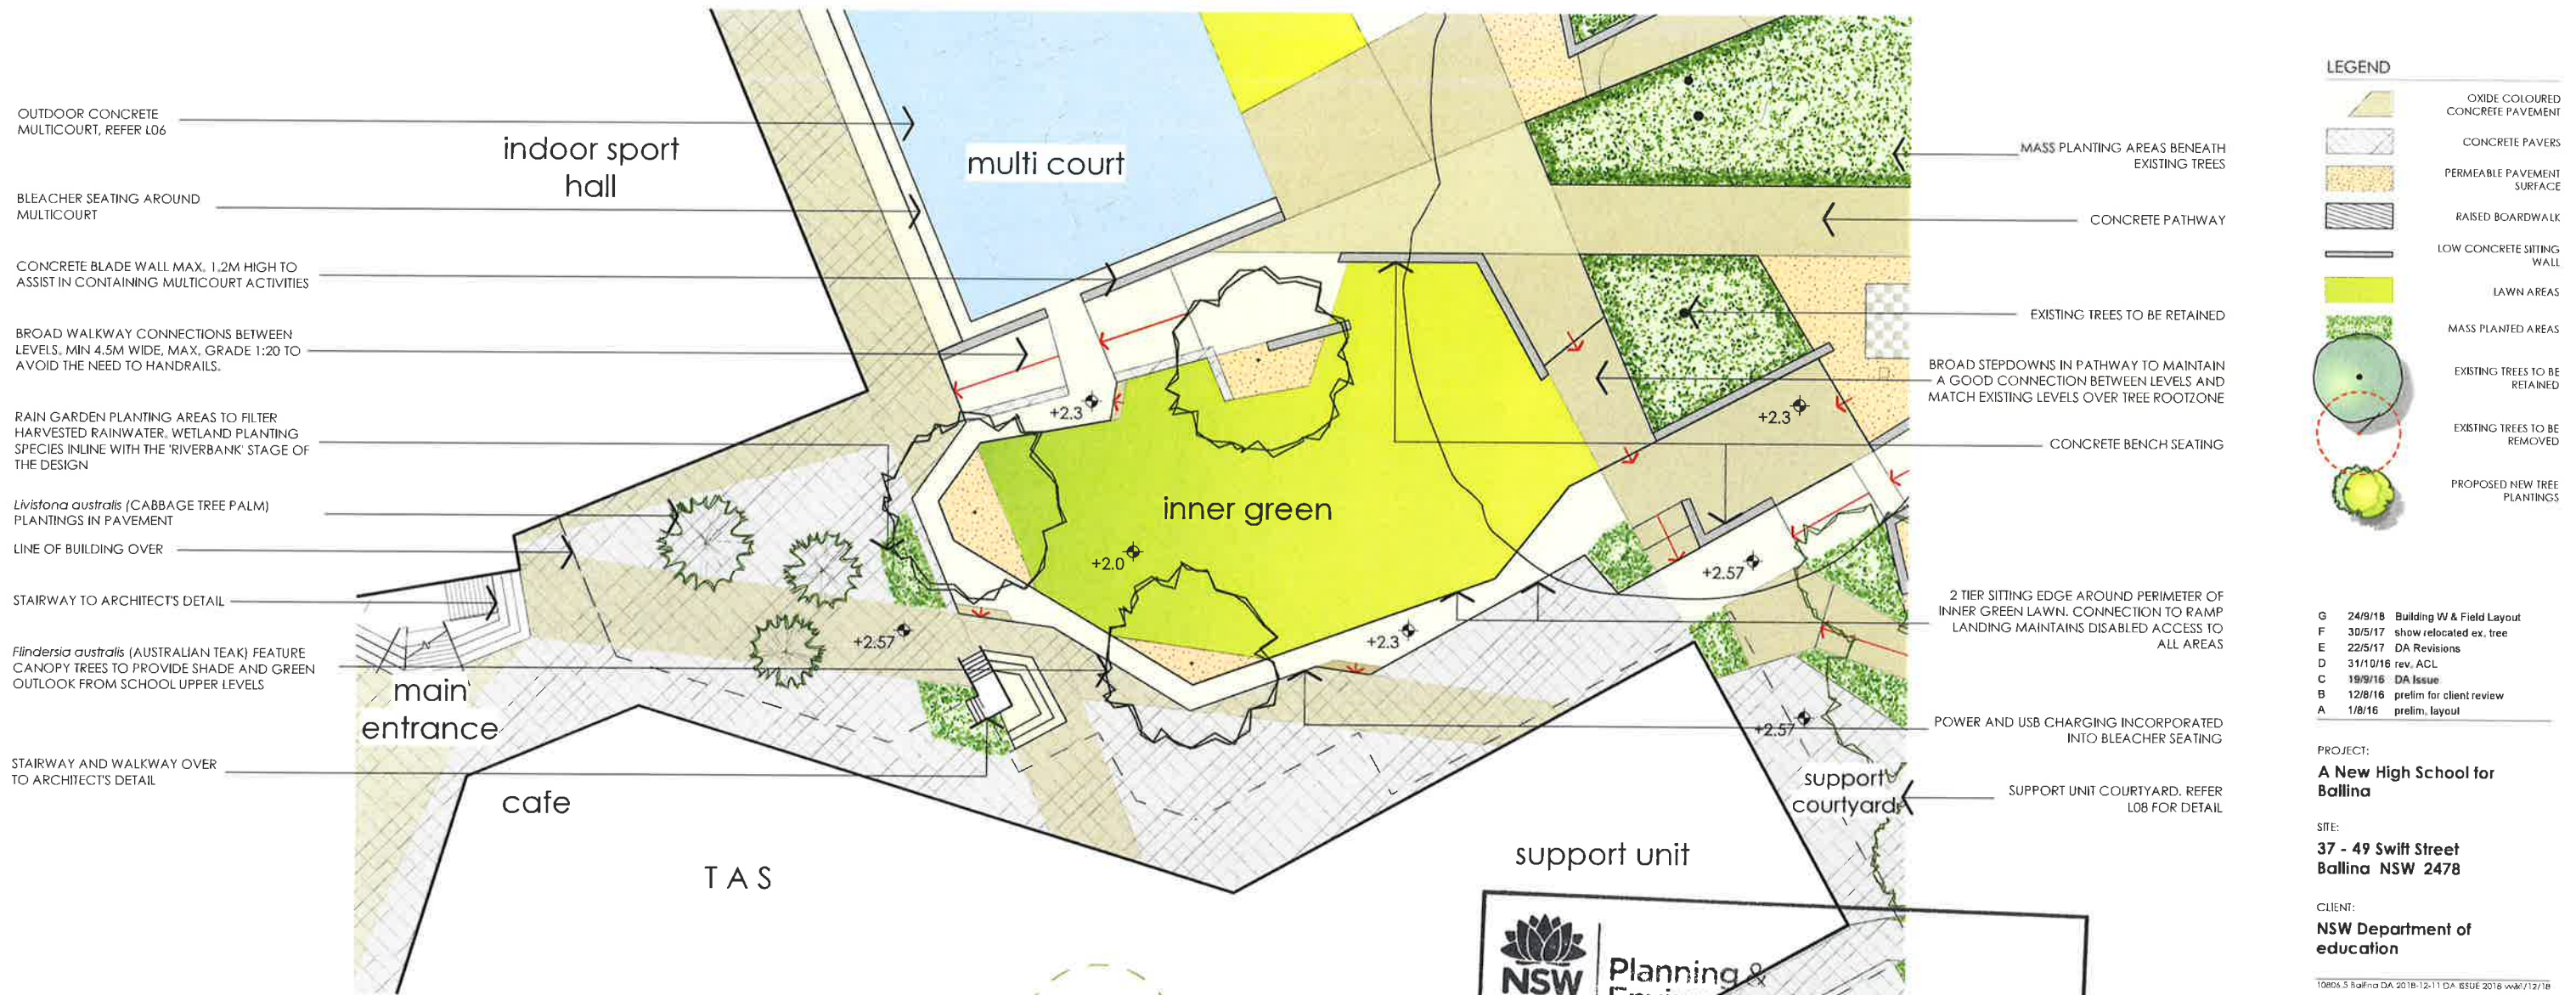 OUTDOOR CONCRETE
MULTICOURT, REFER L06
BLEACHER SEATING AROUND
MULTICOURT
CONCRETE BLADE WALL MAX. 1.2M HIGH TO
ASSIST IN CONTAINING MULTICOURT ACTIVITIES
BROAD WALKWAY CONNECTIONS BETWEEN
LEVELS. MIN 4.5M WIDE, MAX. GRADE 1:20 TO
AVOID THE NEED TO HANDRAILS.
RAIN GARDEN PLANTING AREAS TO FILTER
HARVESTED RAINWATER. WETLAND PLANTING
SPECIES INLINE WITH THE 'RIVERBANK' STAGE OF
THE DESIGN
Livistona australis (CABBAGE TREE PALM)
PLANTINGS IN PAVEMENT
LINE OF BUILDING OVER
STAIRWAY TO ARCHITECT'S DETAIL
Flindersia australis (AUSTRALIAN TEAK) FEATURE
CANOPY TREES TO PROVIDE SHADE AND GREEN
OUTLOOK FROM SCHOOL UPPER LEVELS
STAIRWAY AND WALKWAY OVER
TO ARCHITECT'S DETAIL
indoor sport
hall
multi court
+2.3
inner green
+2.0
+2.57
+2.3
+2.3
+2.57
+2.57
main
entrance
cafe
TAS
support unit
support
courtyards
NSW
Planning &
MASS PLANTING AREAS BENEATH
EXISTING TREES
CONCRETE PATHWAY
EXISTING TREES TO BE RETAINED
BROAD STEPDOWNS IN PATHWAY TO MAINTAIN
A GOOD CONNECTION BETWEEN LEVELS AND
MATCH EXISTING LEVELS OVER TREE ROOTZONE
CONCRETE BENCH SEATING
2 TIER SITTING EDGE AROUND PERIMETER OF
INNER GREEN LAWN. CONNECTION TO RAMP
LANDING MAINTAINS DISABLED ACCESS TO
ALL AREAS
POWER AND USB CHARGING INCORPORATED
INTO BLEACHER SEATING
SUPPORT UNIT COURTYARD. REFER
L08 FOR DETAIL
LEGEND
OXIDE COLOURED
CONCRETE PAVEMENT
CONCRETE PAVERS
PERMEABLE PAVEMENT
SURFACE
RAISED BOARDWALK
LOW CONCRETE SITTING
WALL
LAWN AREAS
MASS PLANTED AREAS
EXISTING TREES TO BE
RETAINED
EXISTING TREES TO BE
REMOVED
PROPOSED NEW TREE
PLANTINGS
G 24/9/18 Building W & Field Layout
F 30/5/17 show relocated ex. tree
E 22/5/17 DA Revisions
D 31/10/16 rev. ACL
C 19/9/16 DA Issue
B 12/8/16 prelim for client review
A 1/8/16 prelim. layout
PROJECT:
A New High School for
Ballina
SITE:
37 - 49 Swift Street
Ballina NSW 2478
CLIENT:
NSW Department of
education
10806.5 Ballina DA 2018-12-11 DA ISSUE 2018